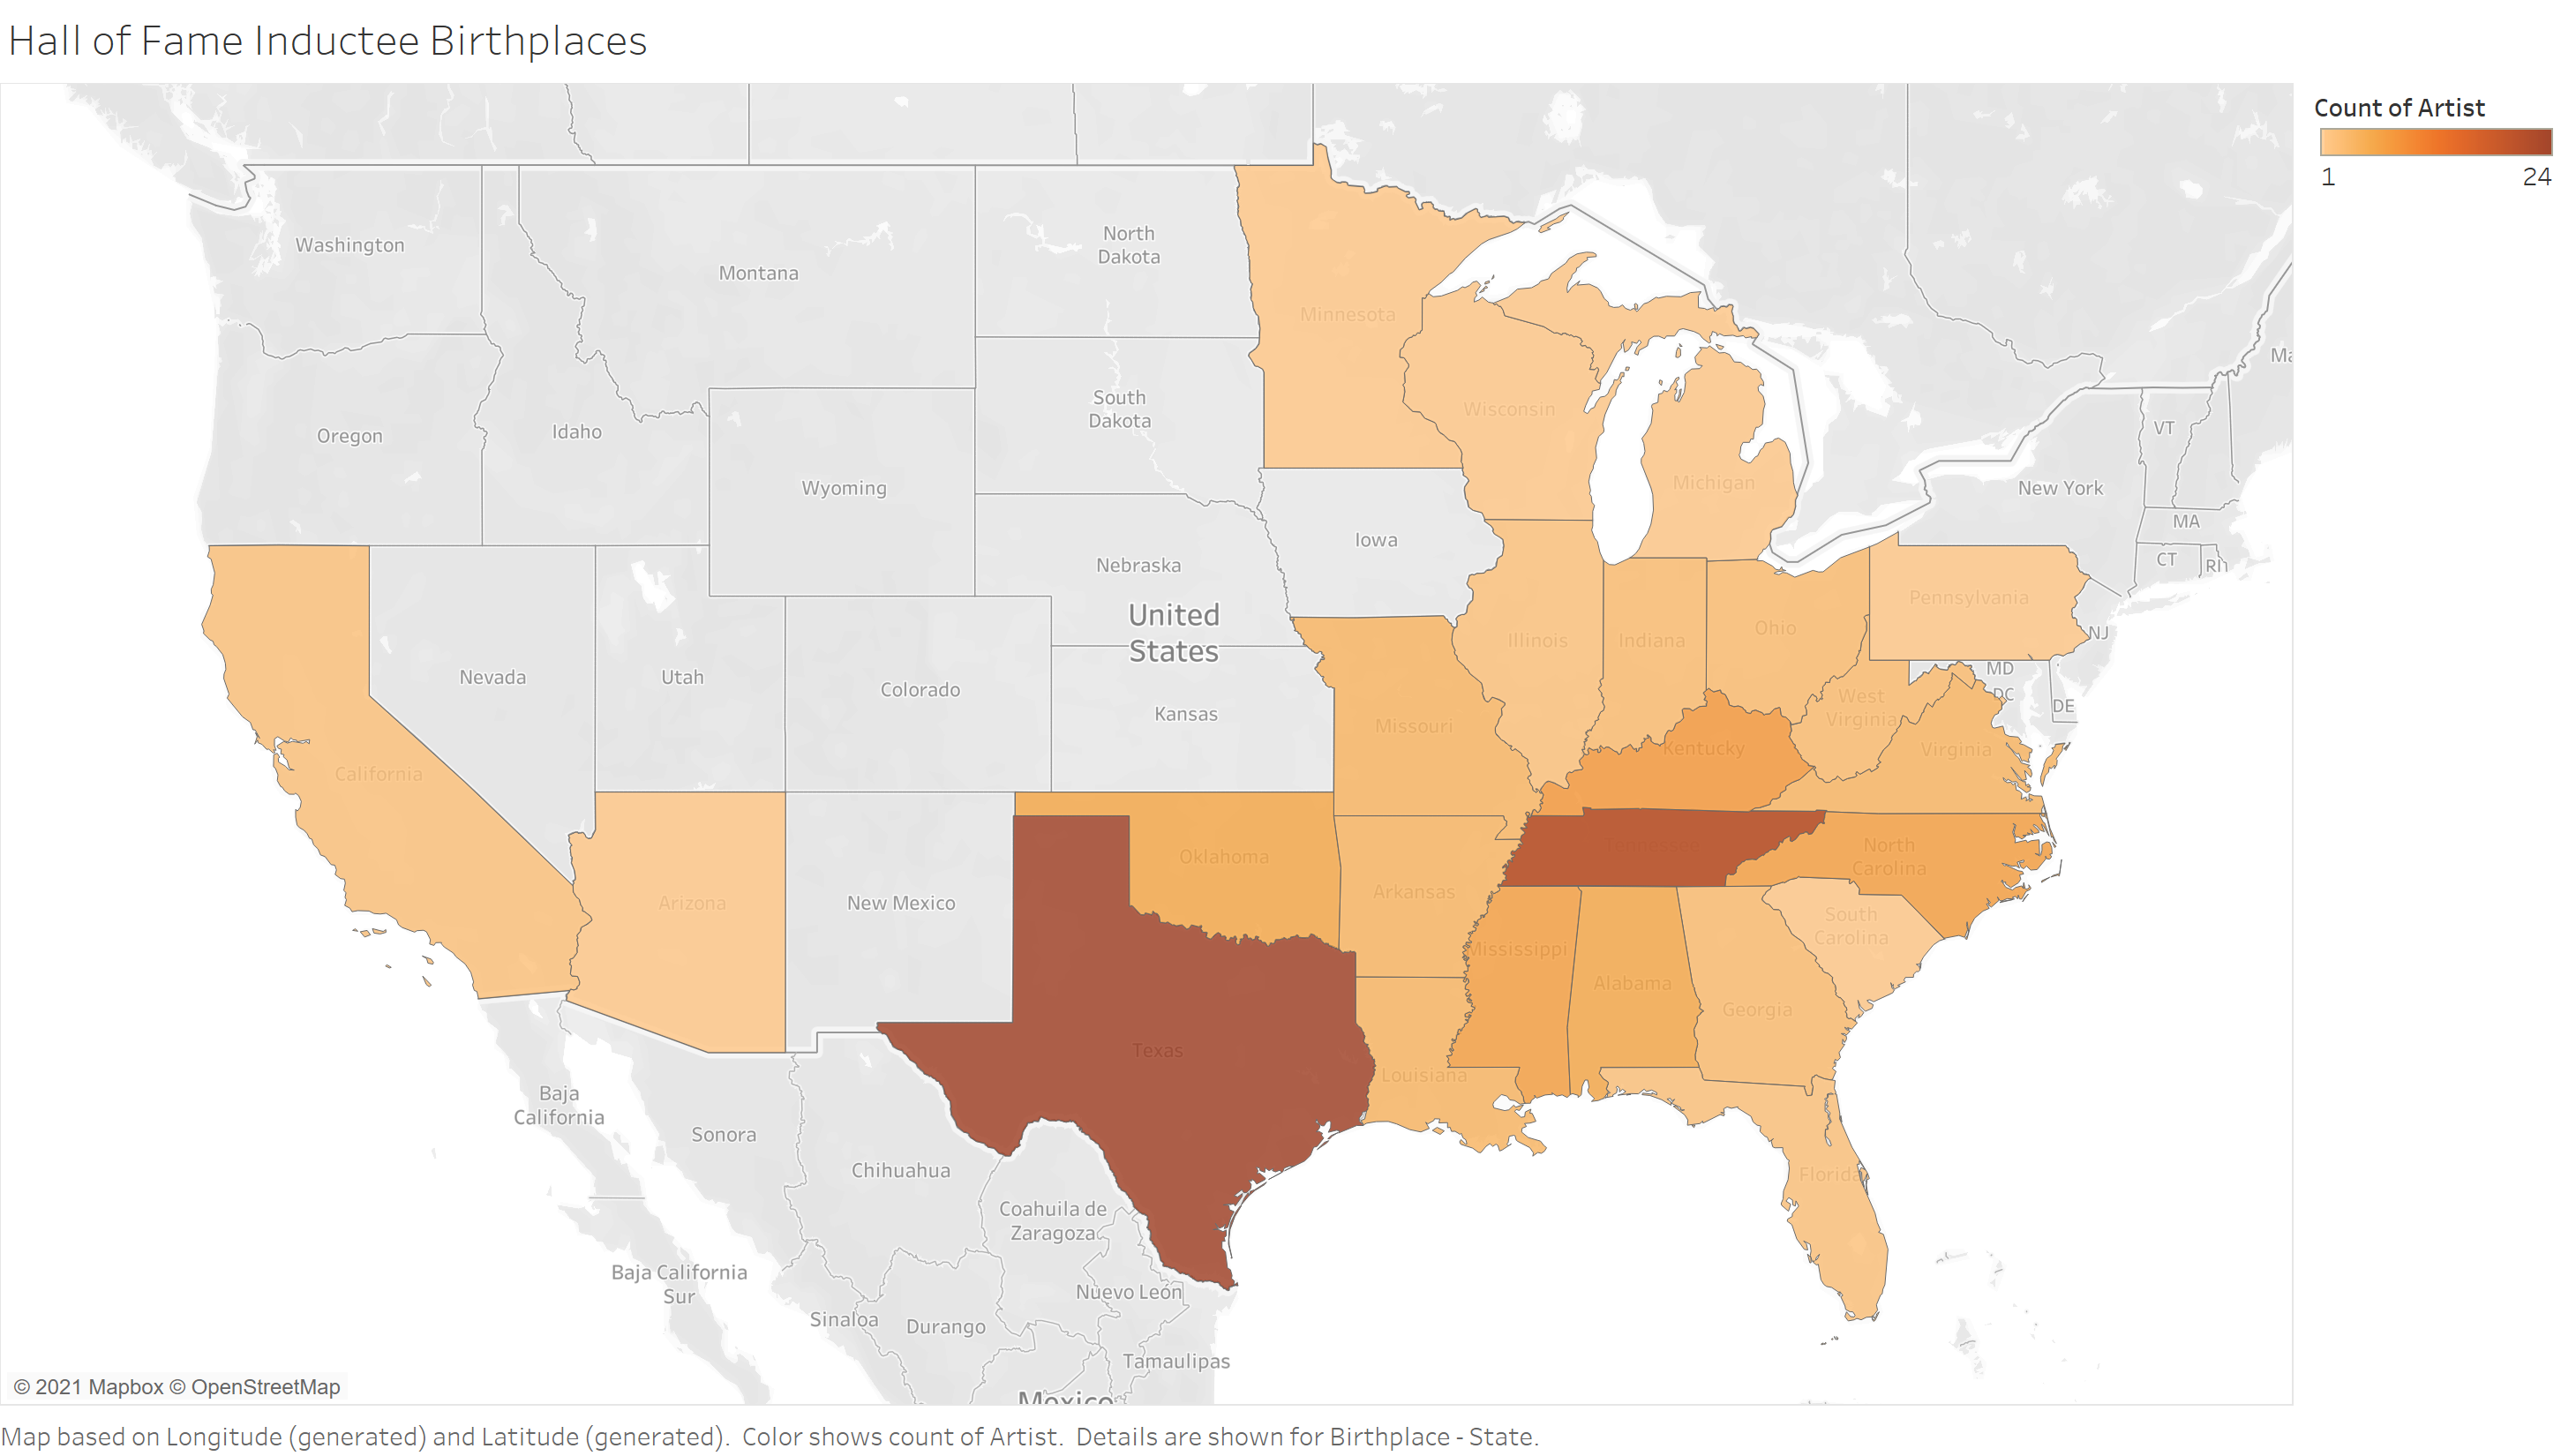 Hall of Fame Inductee Birthplaces
Count of Artist
1 24
Washington
Montana
North
Dakota
Minnesota
Oregon
Idaho
South
Dakota
Wisconsin
Wyoming
Michigan
New York
VT
MA
CT
RI
Iowa
Nebraska
Pennsylvania
NJ
United
States
Nevada
Utah
Colorado
Kansas
Missouri
Illinois
Indiana
Ohio
MD
DC
DE
West
Virginia
Virginia
Kentucky
California
Arizona
New Mexico
Oklahoma
Arkansas
Tennessee
North
Carolina
South
Carolina
Mississippi
Alabama
Georgia
Texas
Louisiana
Florida
Baja
California
Sonora
Chihuahua
Coahuila de
Zaragoza
Baja California
Sur
Nuevo León
Sinaloa
Durango
Tamaulipas
Mexico
© 2021 Mapbox © OpenStreetMap
Map based on Longitude (generated) and Latitude (generated). Color shows count of Artist. Details are shown for Birthplace - State.